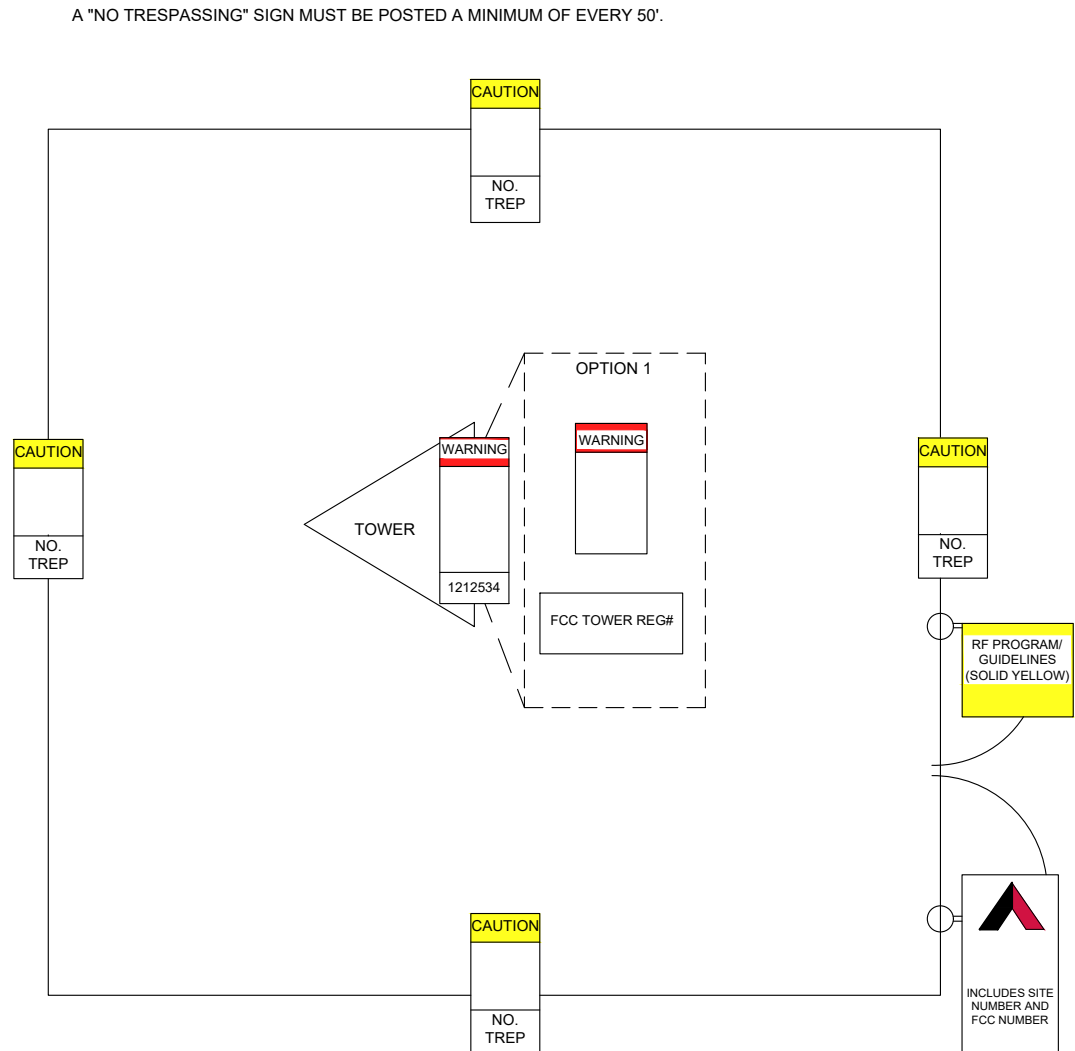 A "NO TRESPASSING" SIGN MUST BE POSTED A MINIMUM OF EVERY 50'.
CAUTION
NO.
TREP
OPTION 1
WARNING
WARNING
CAUTION
NO.
TREP
TOWER
1212534
FCC TOWER REG#
CAUTION
NO.
TREP
RF PROGRAM/
GUIDELINES
(SOLID YELLOW)
CAUTION
NO.
TREP
INCLUDES SITE
NUMBER AND
FCC NUMBER